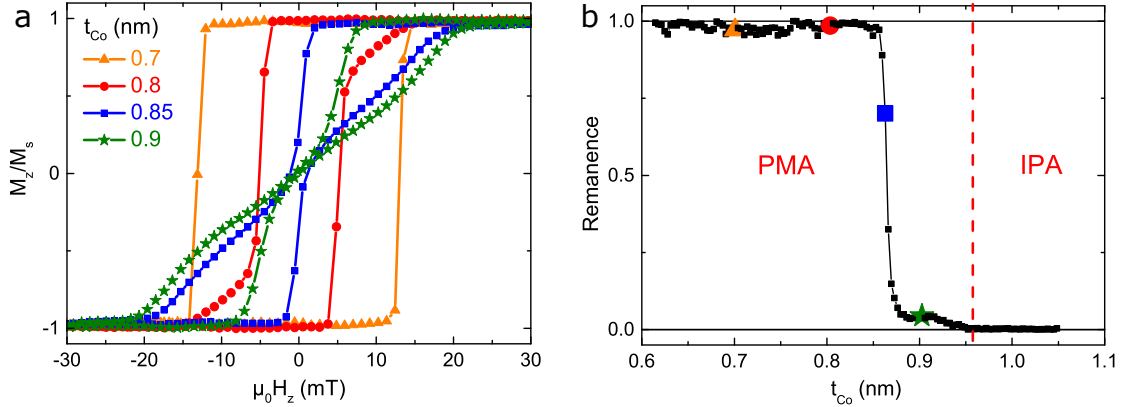 a
t_Co (nm)
0.7
0.8
0.85
0.9
M_z/M_s
1
0
-1
-30 -20 -10 0 10 20 30
μ₀H_z (mT)
b
Remanence
1.0
0.5
0.0
PMA
IPA
0.6 0.7 0.8 0.9 1.0 1.1
t_Co (nm)